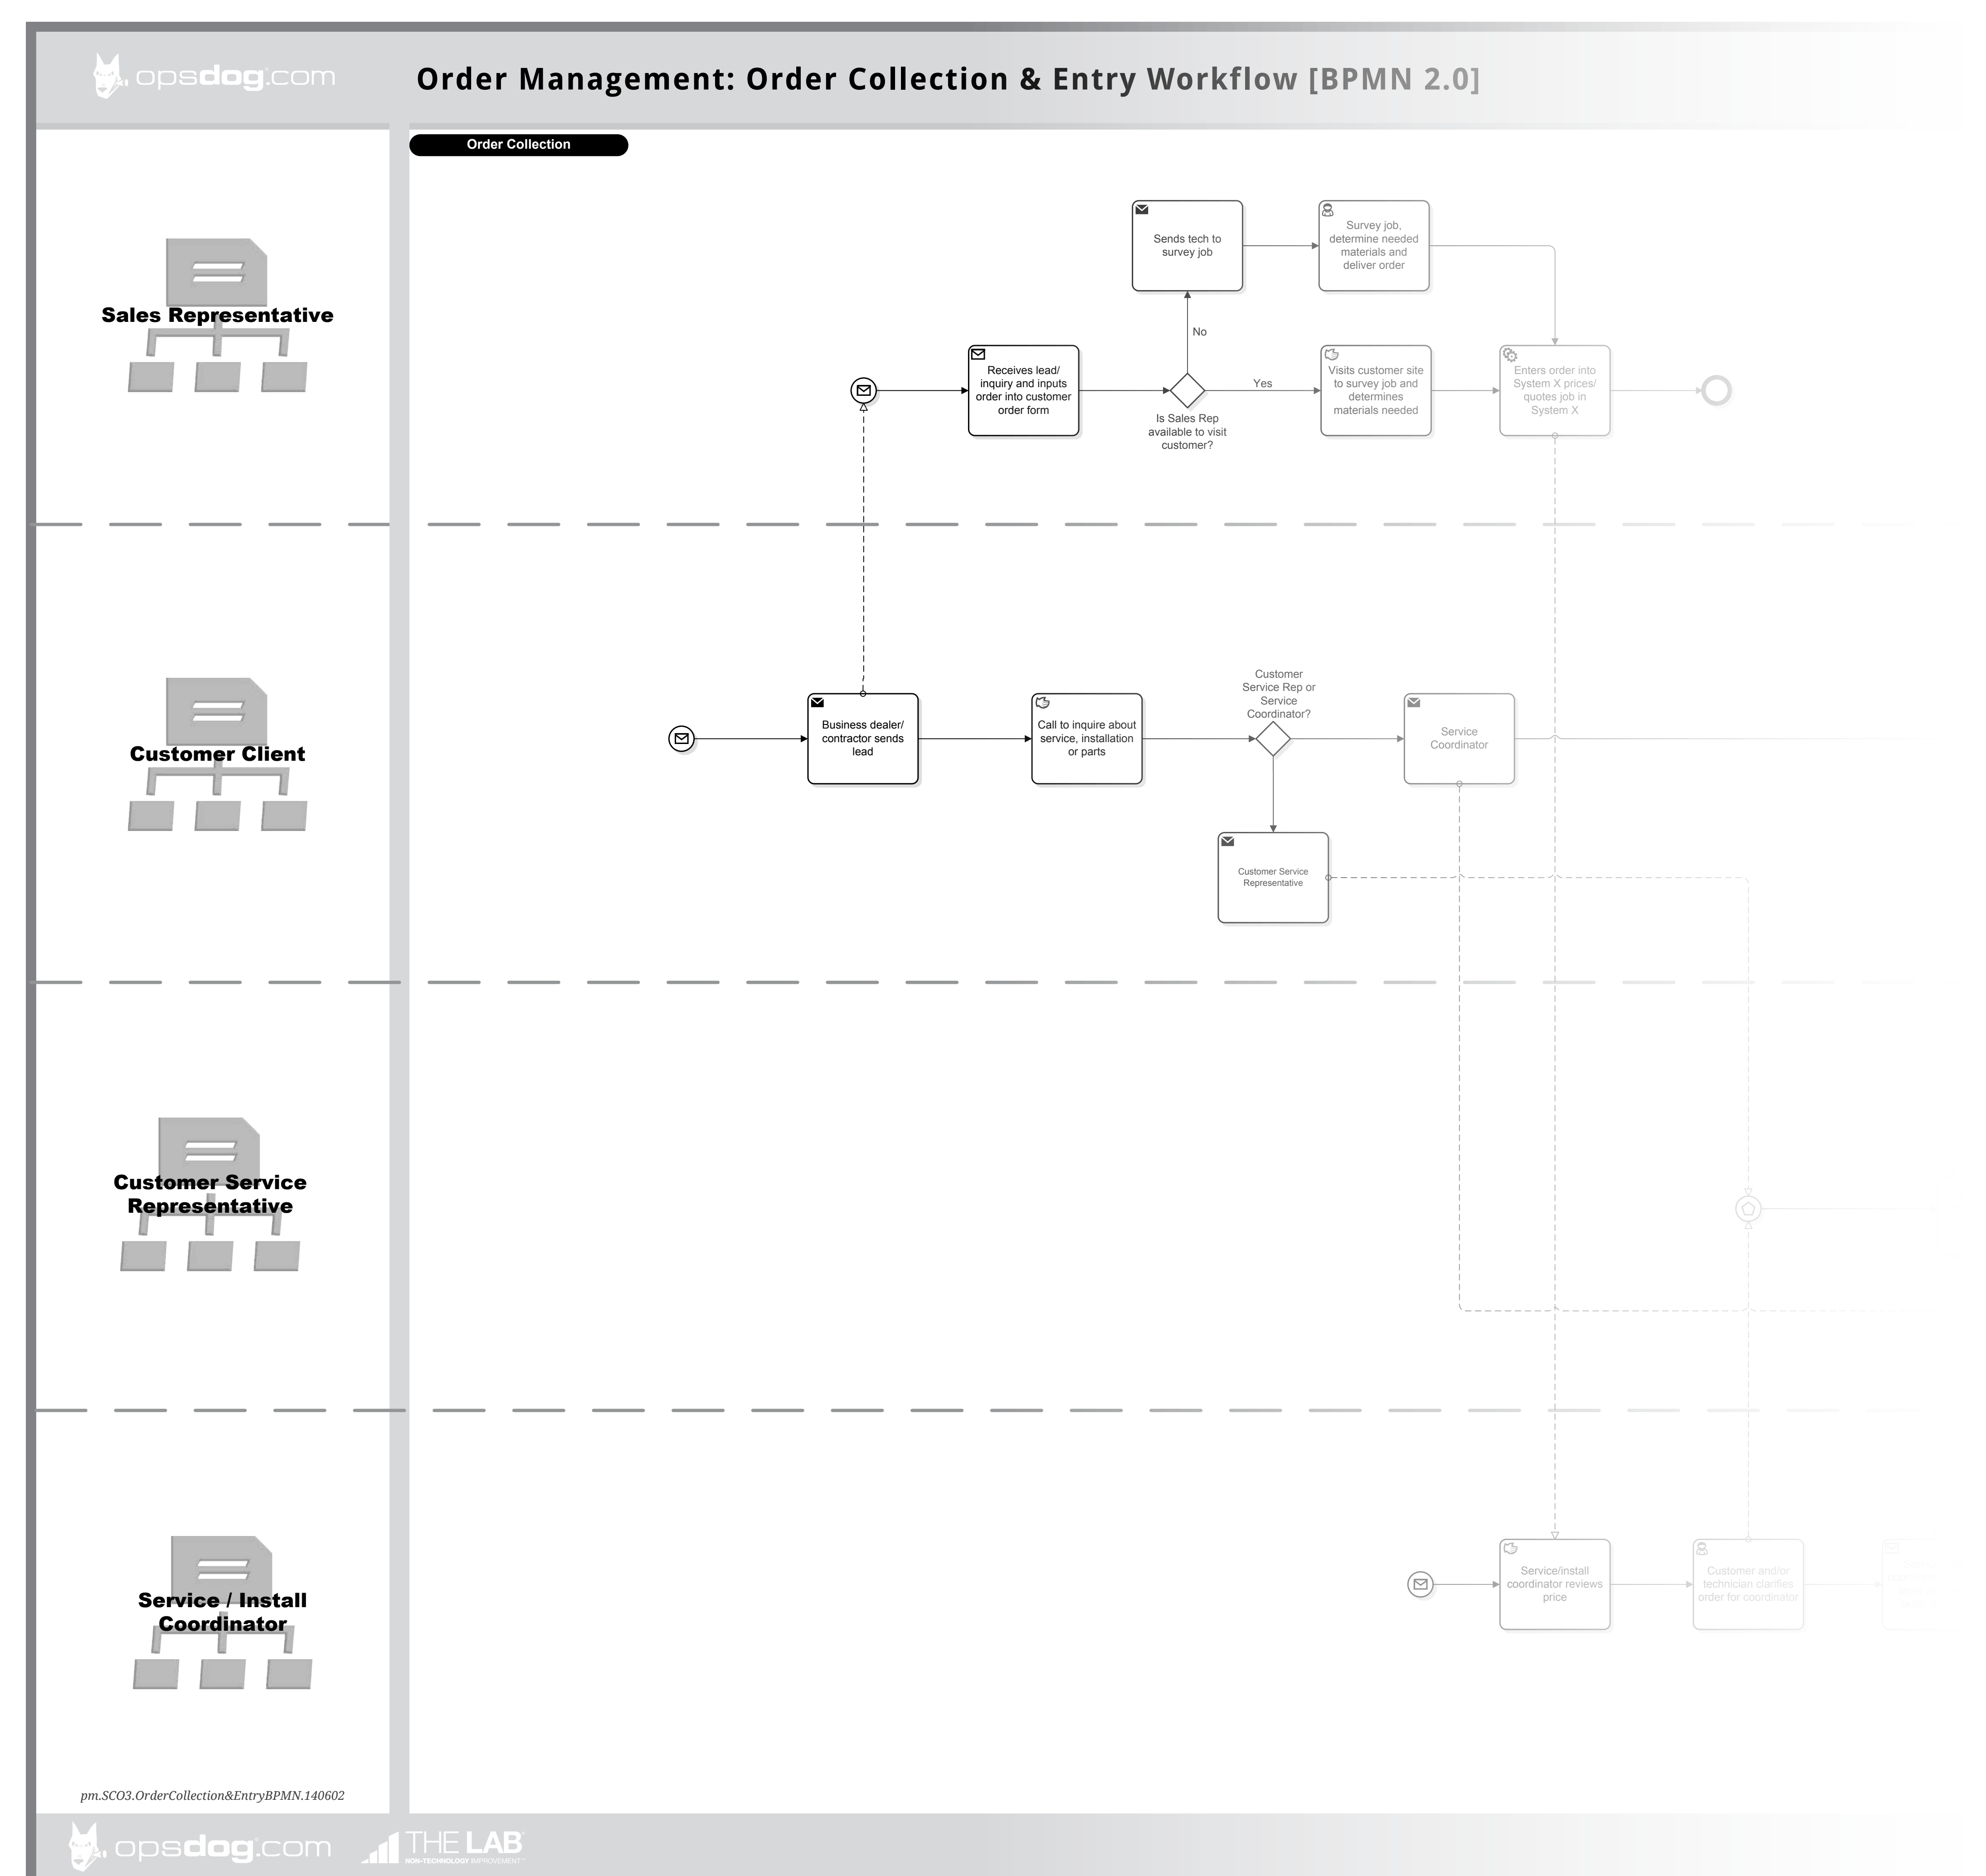 opsdog.com
Order Management: Order Collection & Entry Workflow [BPMN 2.0]
Order Collection
Sales Representative
Sends tech to
survey job
Survey job,
determine needed
materials and
deliver order
No
Receives lead/
inquiry and inputs
order into customer
order form
Is Sales Rep
available to visit
customer?
Yes
Visits customer site
to survey job and
determines
materials needed
Enters order into
System X prices/
quotes job in
System X
Customer Client
Business dealer/
contractor sends
lead
Call to inquire about
service, installation
or parts
Customer
Service Rep or
Service
Coordinator?
Service
Coordinator
Customer Service
Representative
Customer Service
Representative
Service / Install
Coordinator
Service/install
coordinator reviews
price
Customer and/or
technician clarifies
order for coordinator
pm.SCO3.OrderCollection&EntryBPMN.140602
opsdog.com
THE LAB
NON-TECHNOLOGY IMPROVEMENT